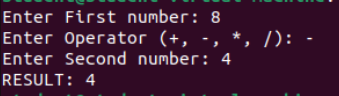 Enter First number: 8
Enter Operator (+, -, *, /): -
Enter Second number: 4
RESULT: 4